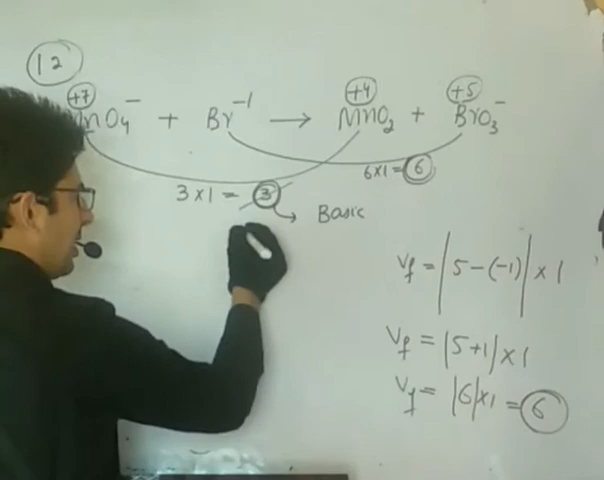 12
+7 +4 +5
MnO4⁻ + Br⁻¹ → MnO2 + BrO3⁻
6x1 = 6
3 x 1 = 3
Basic
Vf = |5-(-1)| x 1
Vf = |5+1| x 1
Vf = |6| x 1 = 6